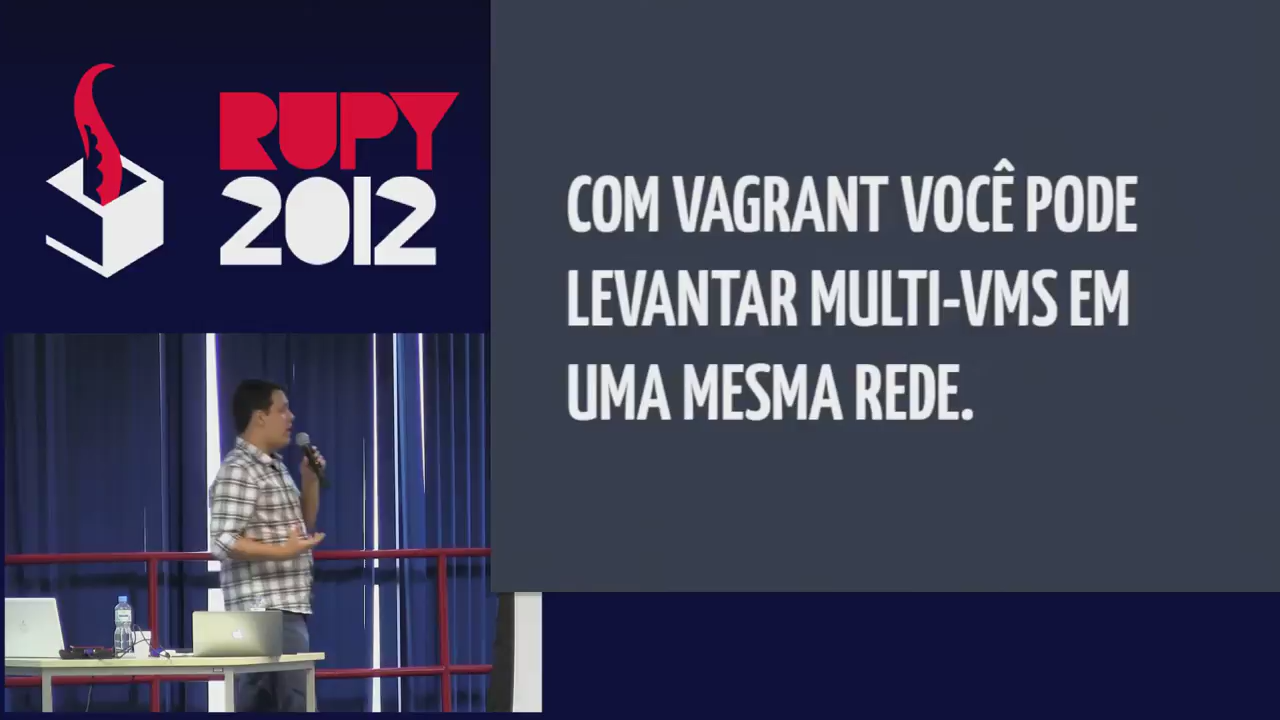 RUPY
2012
COM VAGRANT VOCÊ PODE
LEVANTAR MULTI-VMS EM
UMA MESMA REDE.